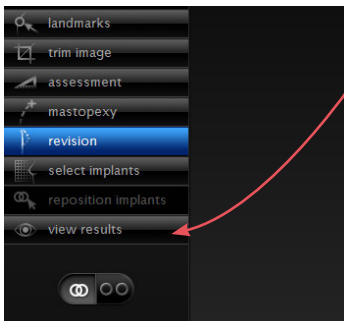 landmarks
trim image
assessment
mastopexy
revision
select implants
reposition implants
view results